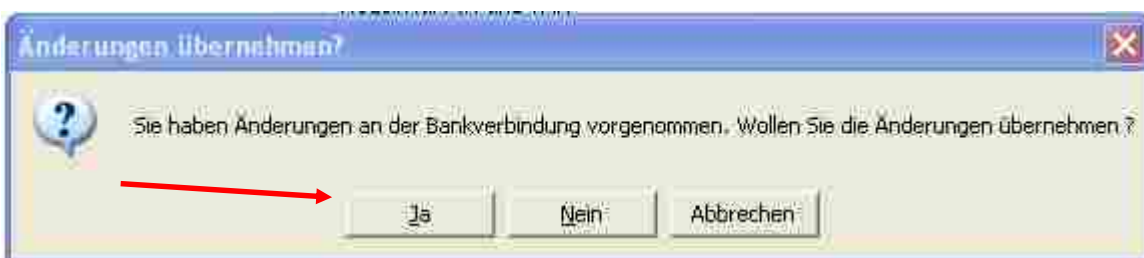 Änderungen übernehmen?
Sie haben Änderungen an der Bankverbindung vorgenommen. Wollen Sie die Änderungen übernehmen ?
Ja Nein Abbrechen